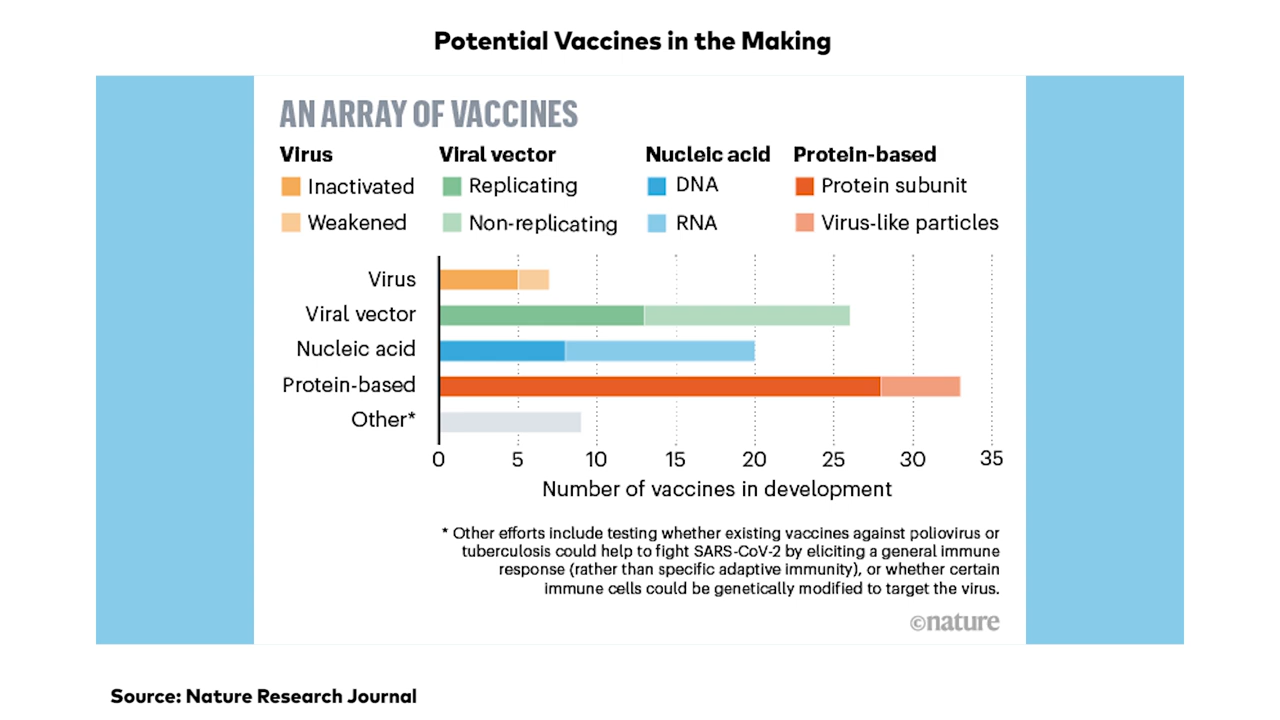 Potential Vaccines in the Making
AN ARRAY OF VACCINES
Virus
Inactivated
Weakened
Viral vector
Replicating
Non-replicating
Nucleic acid
DNA
RNA
Protein-based
Protein subunit
Virus-like particles
Virus
Viral vector
Nucleic acid
Protein-based
Other*
0 5 10 15 20 25 30 35
Number of vaccines in development
* Other efforts include testing whether existing vaccines against poliovirus or
tuberculosis could help to fight SARS-CoV-2 by eliciting a general immune
response (rather than specific adaptive immunity), or whether certain
immune cells could be genetically modified to target the virus.
©nature
Source: Nature Research Journal